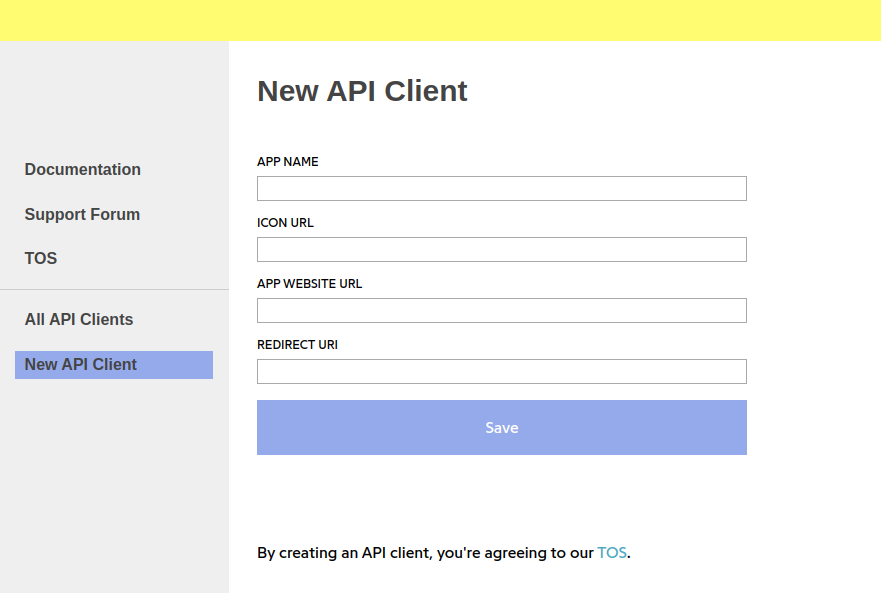 New API Client
Documentation
Support Forum
TOS
All API Clients
New API Client
APP NAME
ICON URL
APP WEBSITE URL
REDIRECT URI
Save
By creating an API client, you're agreeing to our TOS.